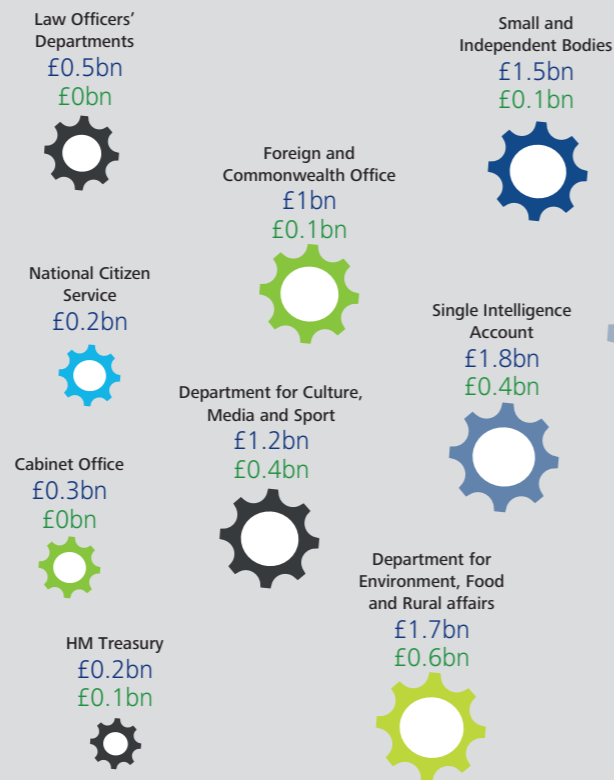 Law Officers’
Departments
£0.5bn
£0bn
Small and
Independent Bodies
£1.5bn
£0.1bn
Foreign and
Commonwealth Office
£1bn
£0.1bn
National Citizen
Service
£0.2bn
Single Intelligence
Account
£1.8bn
£0.4bn
Department for Culture,
Media and Sport
£1.2bn
£0.4bn
Cabinet Office
£0.3bn
£0bn
Department for
Environment, Food
and Rural affairs
£1.7bn
£0.6bn
HM Treasury
£0.2bn
£0.1bn